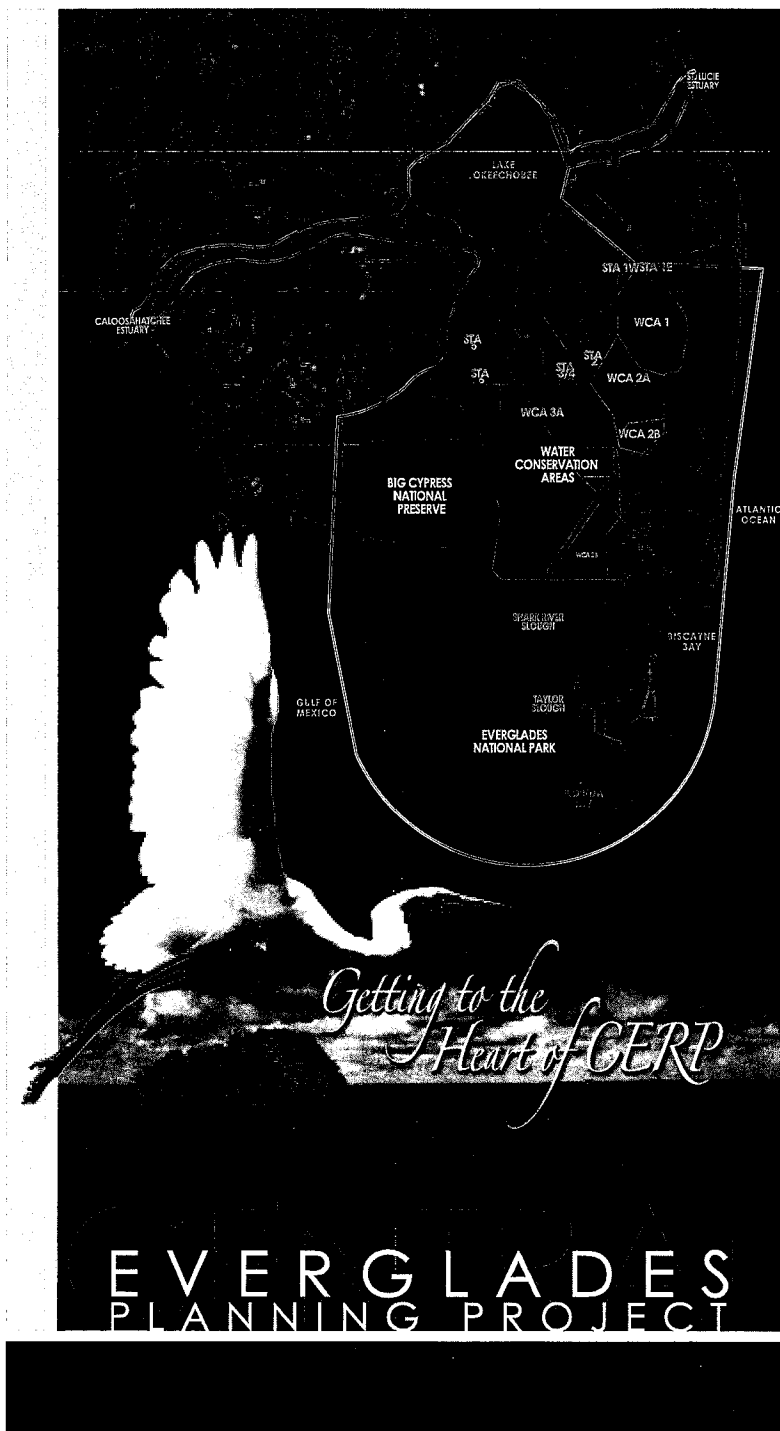 ST. LUCIE
ESTUARY
LAKE
OKEECHOBEE
STA 1W STA 1E
CALOOSAHATCHEE
ESTUARY
WCA 1
STA
5
STA
2
STA
3/4
STA
6
WCA 2A
WCA 3A
WCA 2B
WATER
CONSERVATION
AREAS
BIG CYPRESS
NATIONAL
PRESERVE
ATLANTIC
OCEAN
SHARK RIVER
SLOUGH
BISCAYNE
BAY
GULF OF
MEXICO
TAYLOR
SLOUGH
EVERGLADES
NATIONAL PARK
FLORIDA
BAY
Getting to the
Heart of CERP
CENTRAL
EVERGLADES
PLANNING PROJECT